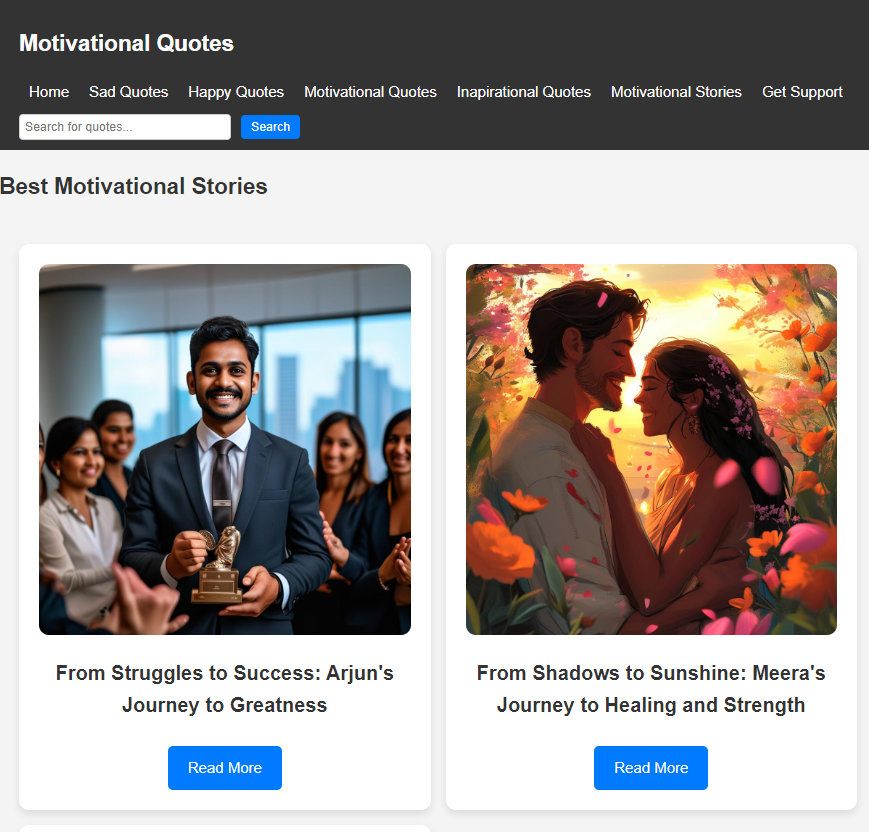 Motivational Quotes
Home Sad Quotes Happy Quotes Motivational Quotes Inapirational Quotes Motivational Stories Get Support
Search for quotes... Search
Best Motivational Stories
From Struggles to Success: Arjun's
Journey to Greatness
Read More
From Shadows to Sunshine: Meera's
Journey to Healing and Strength
Read More